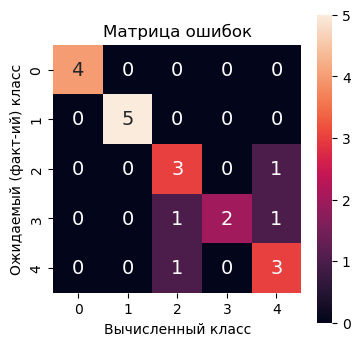 Матрица ошибок
Ожидаемый (факт-ий) класс
0 4 0 0 0 0
1 0 5 0 0 0
2 0 0 3 0 1
3 0 0 1 2 1
4 0 0 1 0 3
0 1 2 3 4
Вычисленный класс
5
4
3
2
1
0